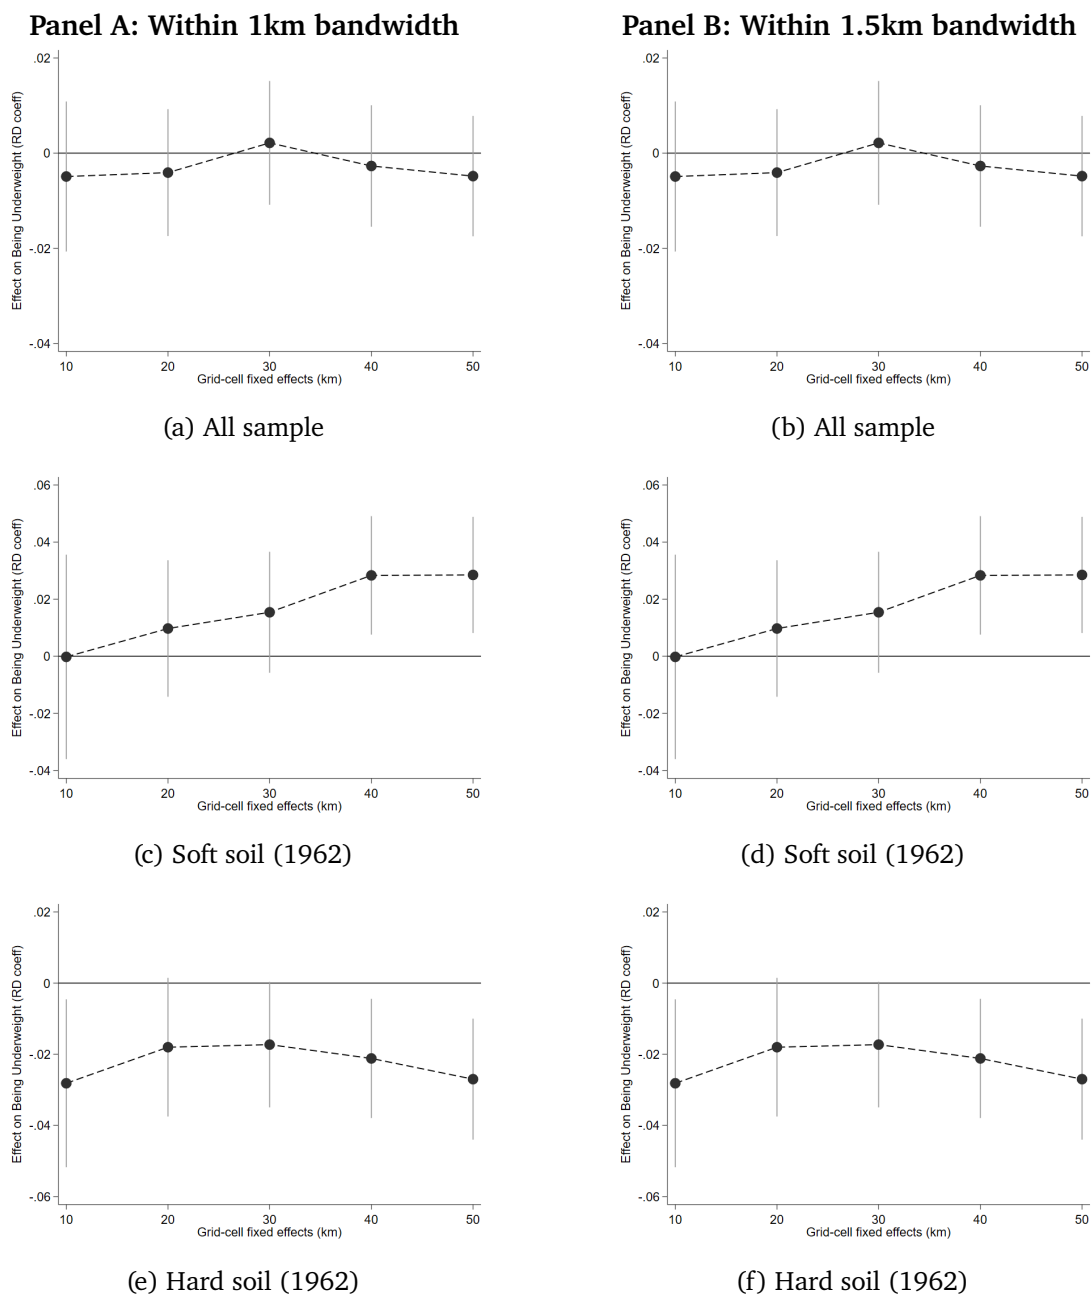 Panel A: Within 1km bandwidth
Panel B: Within 1.5km bandwidth
Effect on Being Underweight (RD coeff)
.02
0
-.02
-.04
10 20 30 40 50
Grid-cell fixed effects (km)
(a) All sample
Effect on Being Underweight (RD coeff)
.02
0
-.02
-.04
10 20 30 40 50
Grid-cell fixed effects (km)
(b) All sample
Effect on Being Underweight (RD coeff)
.06
.04
.02
0
-.02
-.04
10 20 30 40 50
Grid-cell fixed effects (km)
(c) Soft soil (1962)
Effect on Being Underweight (RD coeff)
.06
.04
.02
0
-.02
-.04
10 20 30 40 50
Grid-cell fixed effects (km)
(d) Soft soil (1962)
Effect on Being Underweight (RD coeff)
.02
0
-.02
-.04
-.06
10 20 30 40 50
Grid-cell fixed effects (km)
(e) Hard soil (1962)
Effect on Being Underweight (RD coeff)
.02
0
-.02
-.04
-.06
10 20 30 40 50
Grid-cell fixed effects (km)
(f) Hard soil (1962)